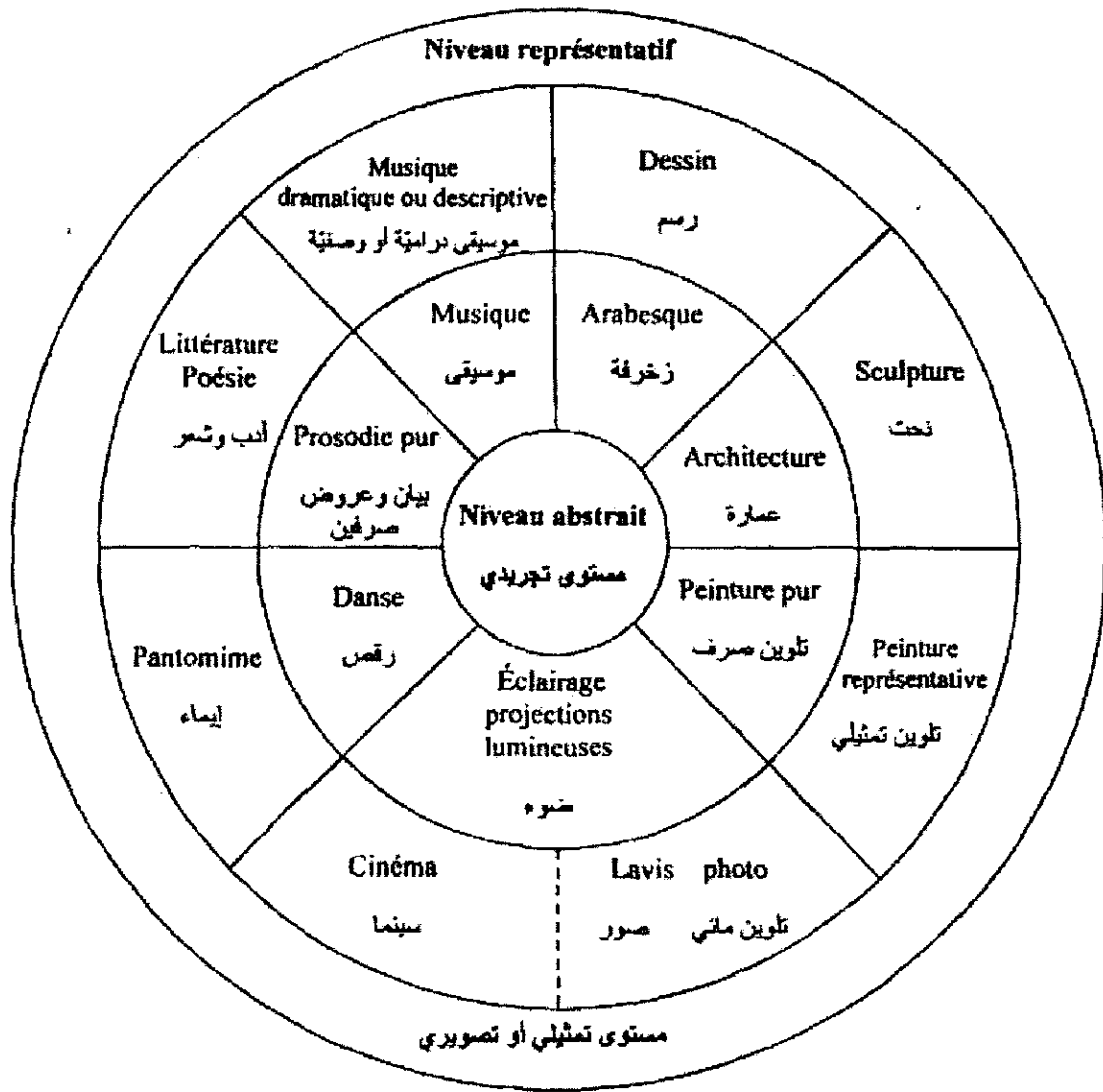 Niveau représentatif
Musique
dramatique ou descriptive
موسيقى دراميّة أو وصفيّة
Dessin
رسم
Littérature
Poésie
أدب وشعر
Musique
موسيقى
Arabesque
زخرفة
Sculpture
نحت
Prosodie pur
بيان وعروض
صرفين
Niveau abstrait
مستوى تجريدي
Architecture
عمارة
Pantomime
إيماء
Danse
رقص
Éclairage
projections
lumineuses
ضوء
Peinture pur
تلوين صرف
Peinture
représentative
تلوين تمثيلي
Cinéma
سينما
Lavis photo
تلوين مائي صور
مستوى تمثيلي أو تصويري